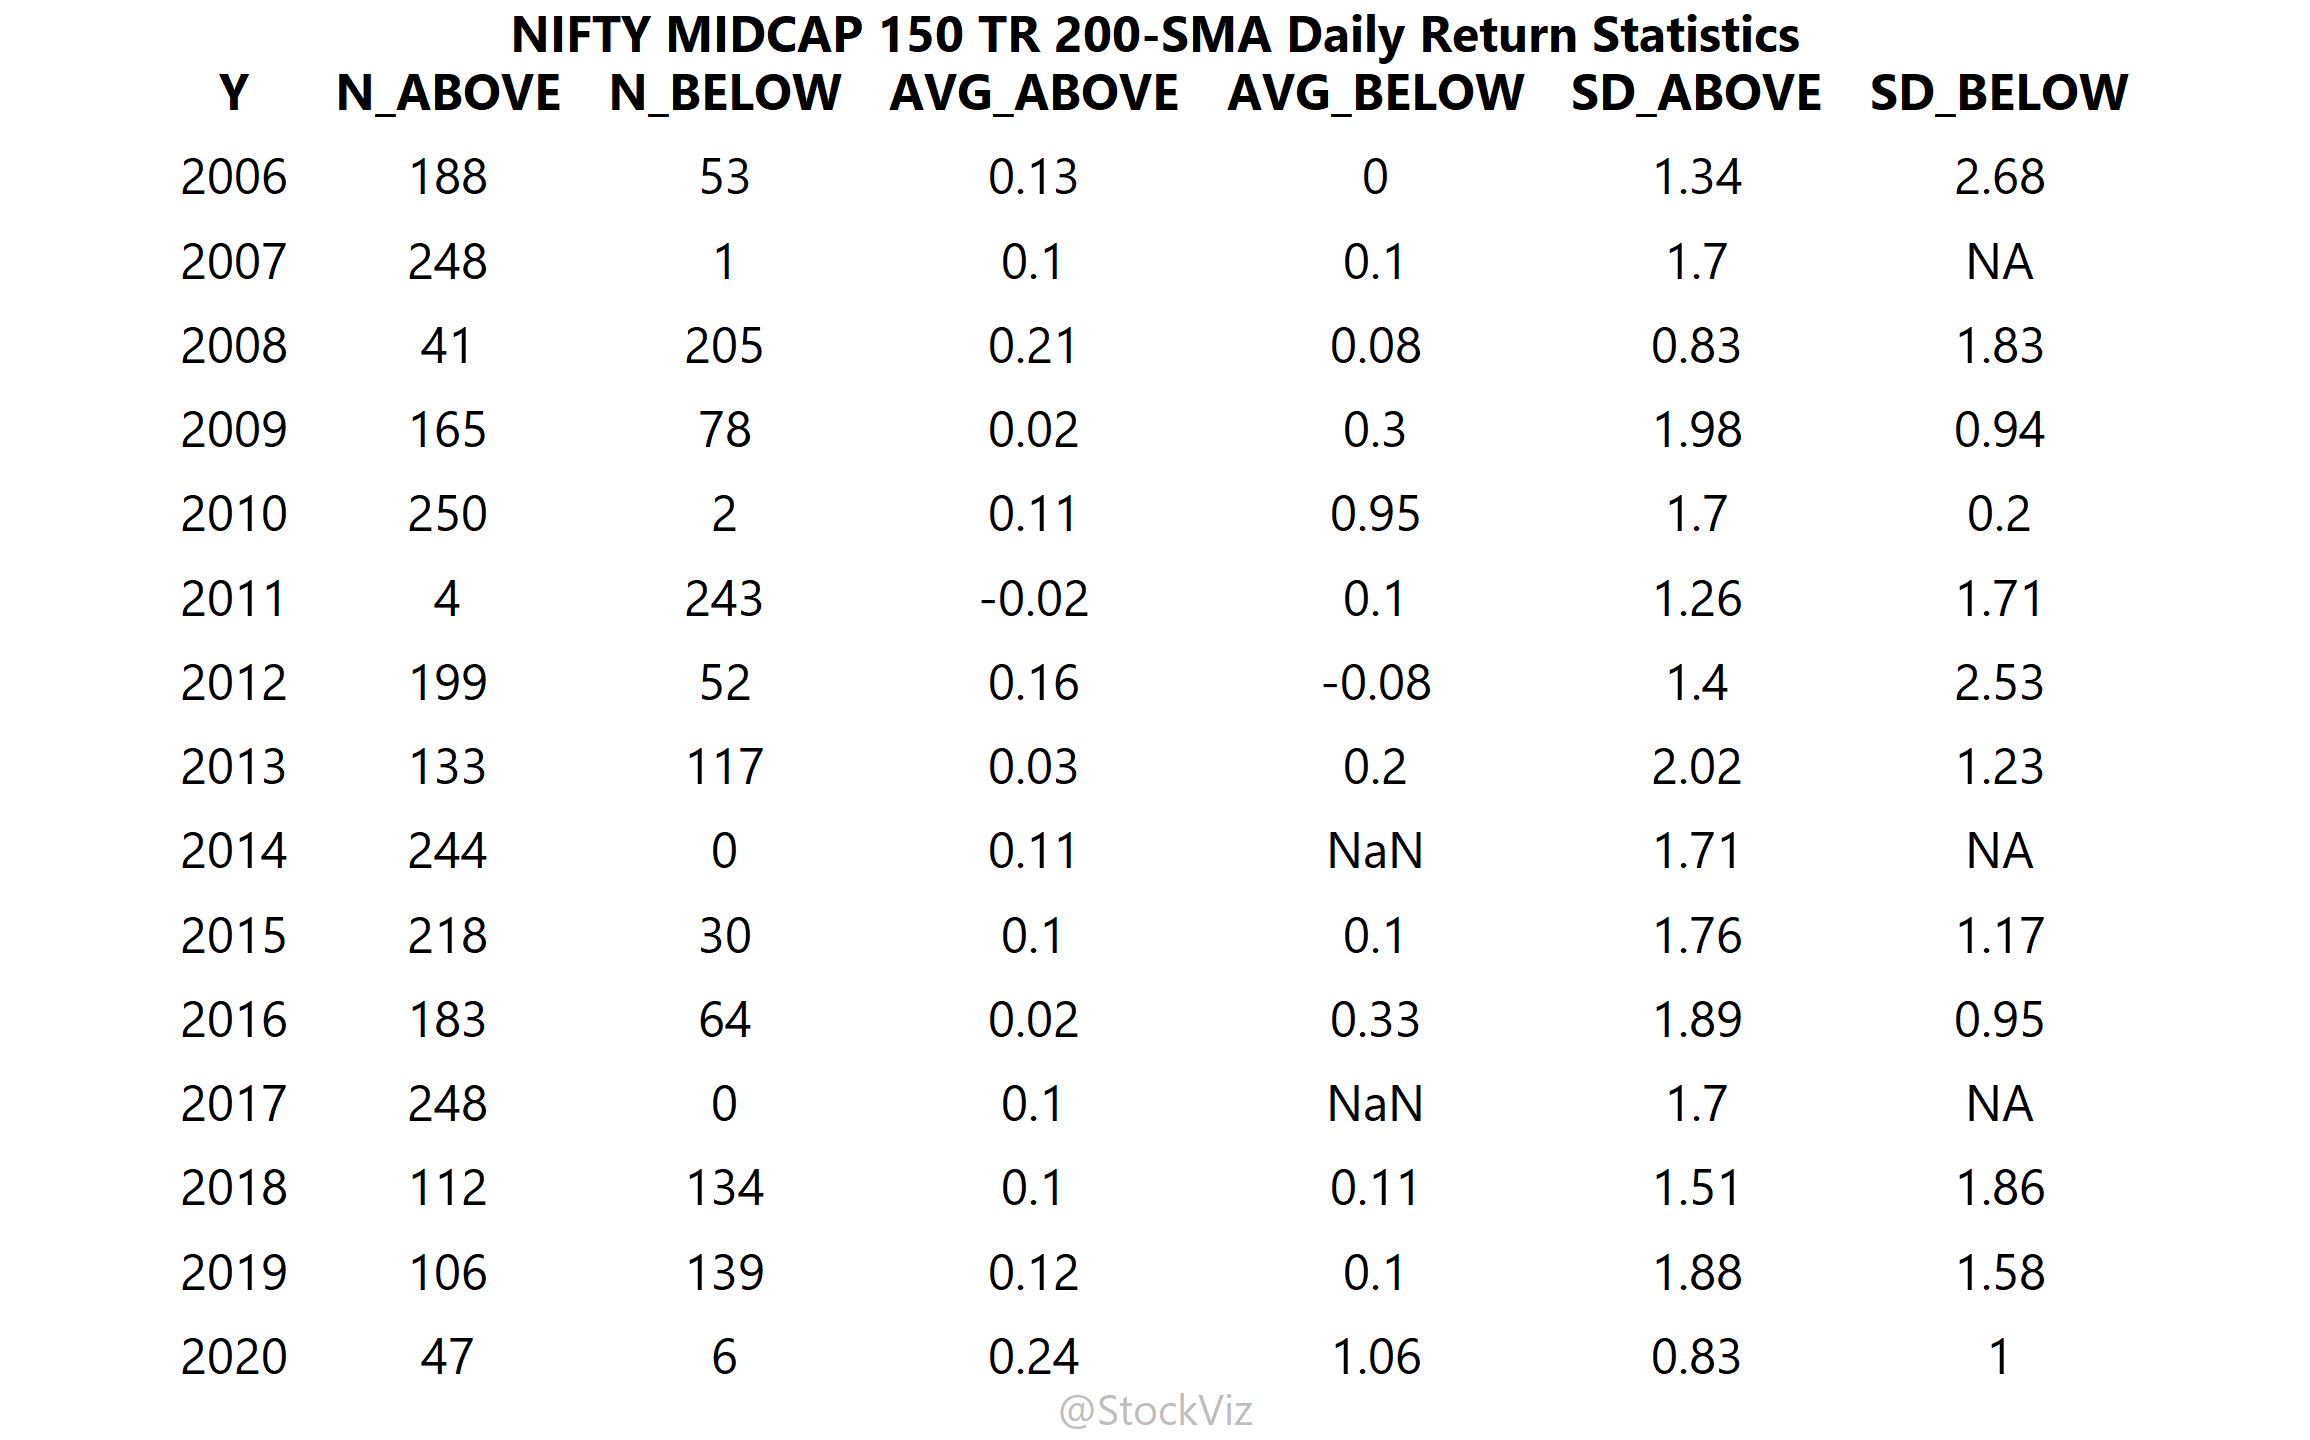 NIFTY MIDCAP 150 TR 200-SMA Daily Return Statistics
Y N_ABOVE N_BELOW AVG_ABOVE AVG_BELOW SD_ABOVE SD_BELOW
2006 188 53 0.13 0 1.34 2.68
2007 248 1 0.1 0.1 1.7 NA
2008 41 205 0.21 0.08 0.83 1.83
2009 165 78 0.02 0.3 1.98 0.94
2010 250 2 0.11 0.95 1.7 0.2
2011 4 243 -0.02 0.1 1.26 1.71
2012 199 52 0.16 -0.08 1.4 2.53
2013 133 117 0.03 0.2 2.02 1.23
2014 244 0 0.11 NaN 1.71 NA
2015 218 30 0.1 0.1 1.76 1.17
2016 183 64 0.02 0.33 1.89 0.95
2017 248 0 0.1 NaN 1.7 NA
2018 112 134 0.1 0.11 1.51 1.86
2019 106 139 0.12 0.1 1.88 1.58
2020 47 6 0.24 1.06 0.83 1
@StockViz